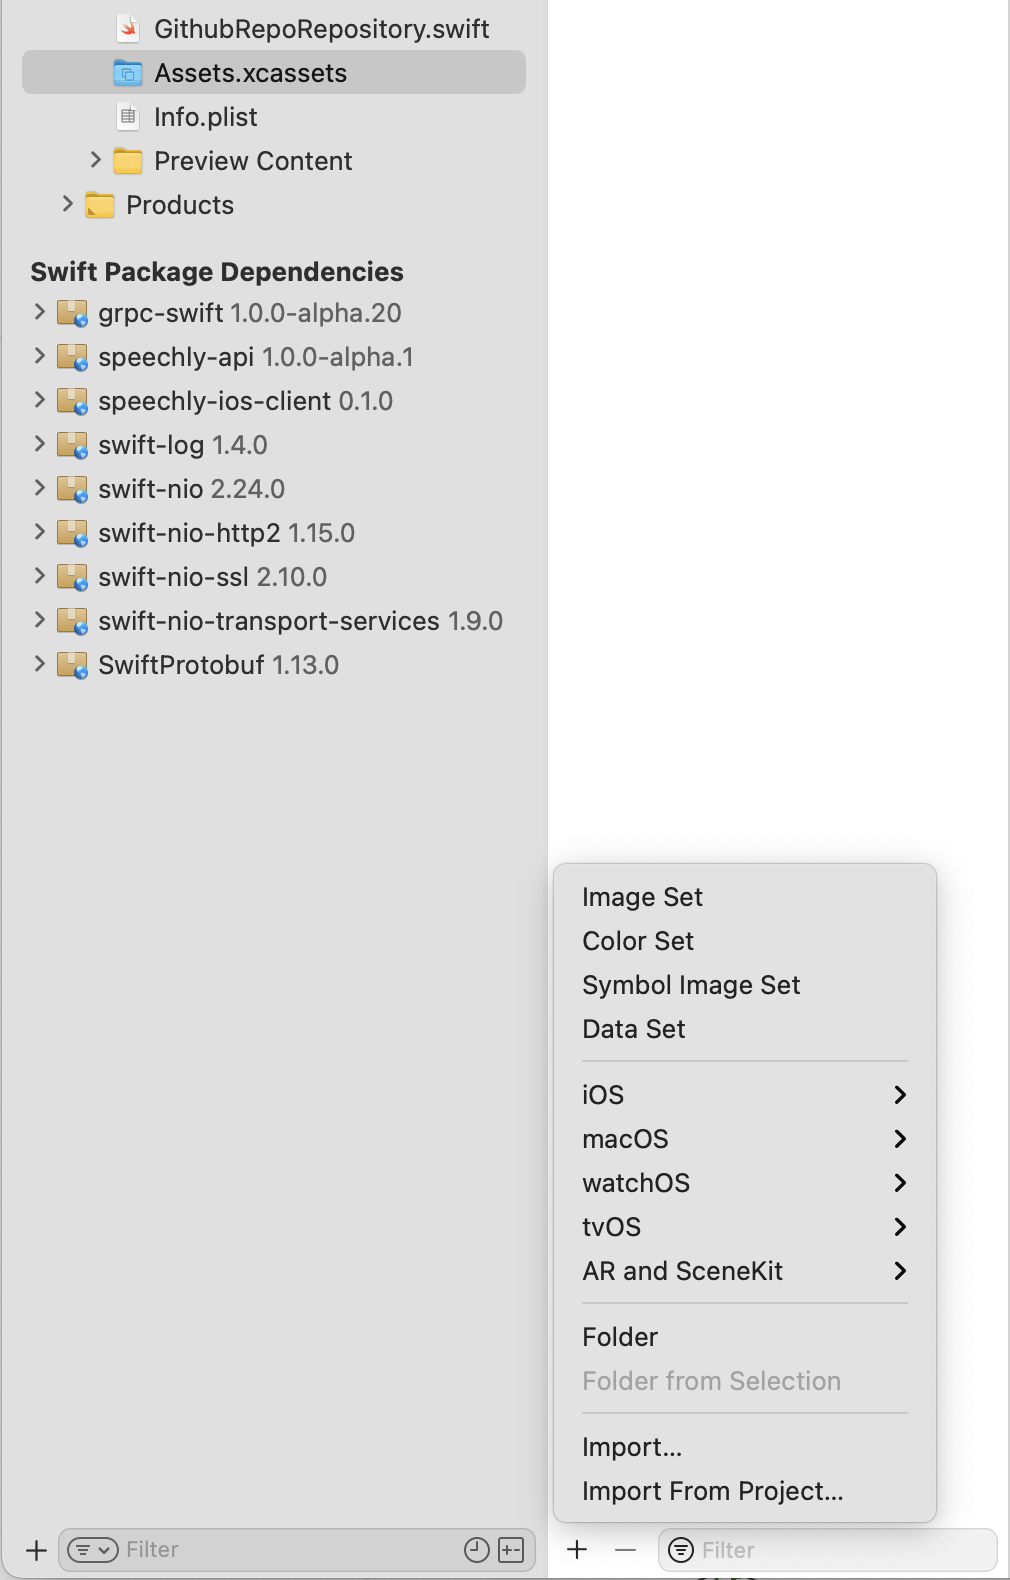 GithubRepoRepository.swift
Assets.xcassets
Info.plist
Preview Content
Products
Swift Package Dependencies
grpc-swift 1.0.0-alpha.20
speechly-api 1.0.0-alpha.1
speechly-ios-client 0.1.0
swift-log 1.4.0
swift-nio 2.24.0
swift-nio-http2 1.15.0
swift-nio-ssl 2.10.0
swift-nio-transport-services 1.9.0
SwiftProtobuf 1.13.0
Filter
Image Set
Color Set
Symbol Image Set
Data Set
iOS
macOS
watchOS
tvOS
AR and SceneKit
Folder
Folder from Selection
Import...
Import From Project...
Filter